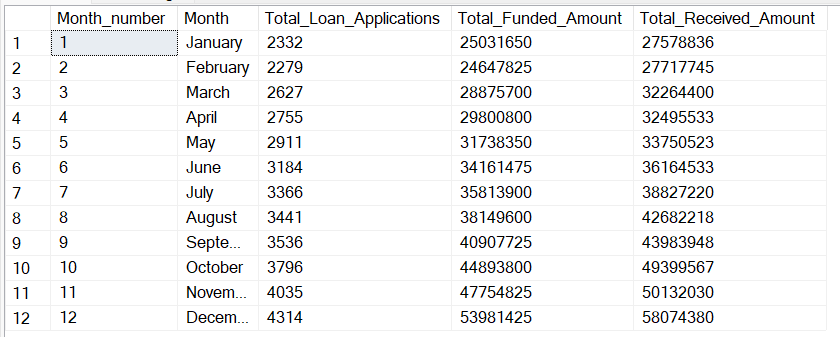 Month_number Month Total_Loan_Applications Total_Funded_Amount Total_Received_Amount
1 1 January 2332 25031650 27578836
2 2 February 2279 24647825 27717745
3 3 March 2627 28875700 32264400
4 4 April 2755 29800800 32495533
5 5 May 2911 31738350 33750523
6 6 June 3184 34161475 36164533
7 7 July 3366 35813900 38827220
8 8 August 3441 38149600 42682218
9 9 Septe... 3536 40907725 43983948
10 10 October 3796 44893800 49399567
11 11 Novem... 4035 47754825 50132030
12 12 Decem... 4314 53981425 58074380